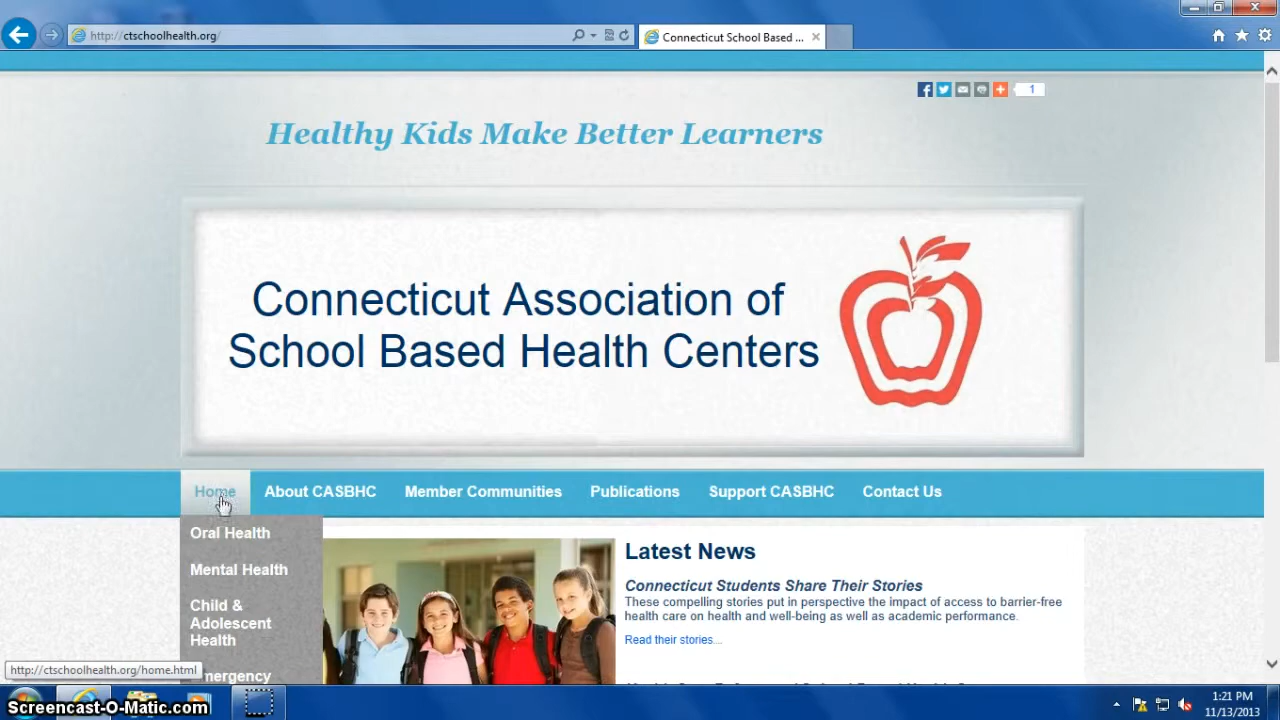 http://ctschoolhealth.org/
Connecticut School Based ...
1
Healthy Kids Make Better Learners
Connecticut Association of
School Based Health Centers
Home
About CASBHC
Member Communities
Publications
Support CASBHC
Contact Us
Oral Health
Mental Health
Child &
Adolescent
Health
Emergency
Latest News
Connecticut Students Share Their Stories
These compelling stories put in perspective the impact of access to barrier-free
health care on health and well-being as well as academic performance.
Read their stories...
http://ctschoolhealth.org/home.html
Screencast-O-Matic.com
1:21 PM
11/13/2013